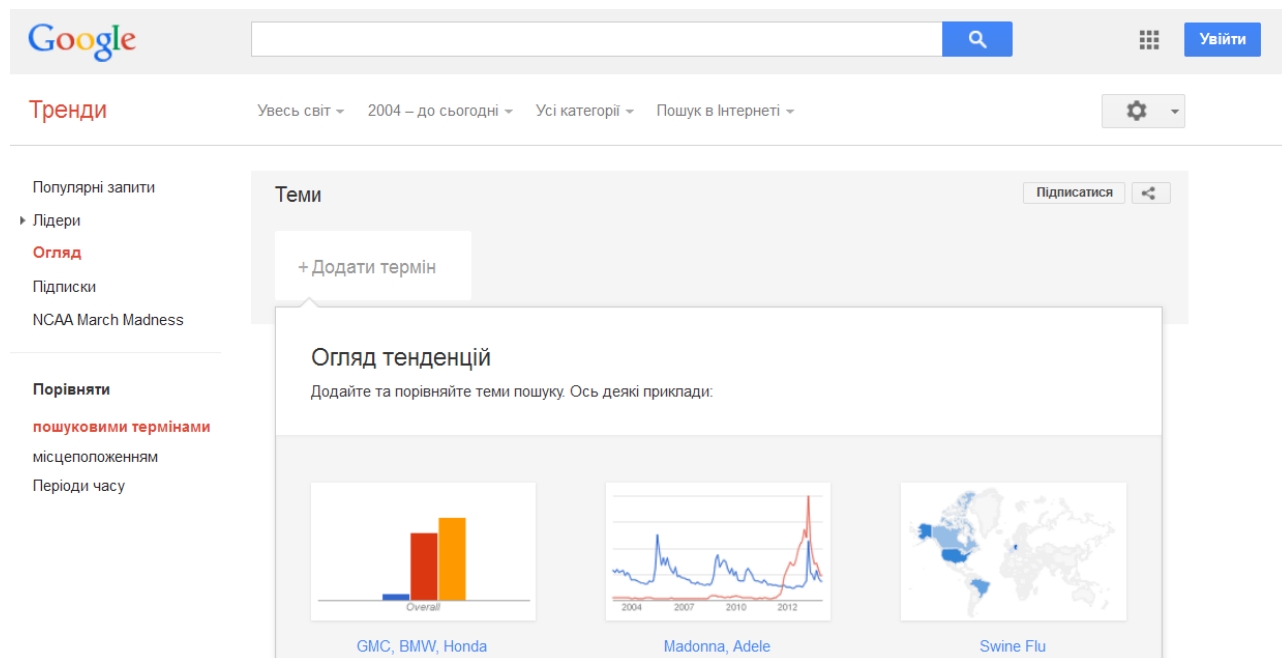 Google
Увійти
Тренди
Увесь світ 2004 – до сьогодні Усі категорії Пошук в Інтернеті
Популярні запити
Лідери
Огляд
Підписки
NCAA March Madness
Порівняти
пошуковими термінами
місцеположенням
Періоди часу
Теми
Підписатися
+Додати термін
Огляд тенденцій
Додайте та порівняйте теми пошуку. Ось деякі приклади:
Overall
2004 2007 2010 2012
GMC, BMW, Honda
Madonna, Adele
Swine Flu